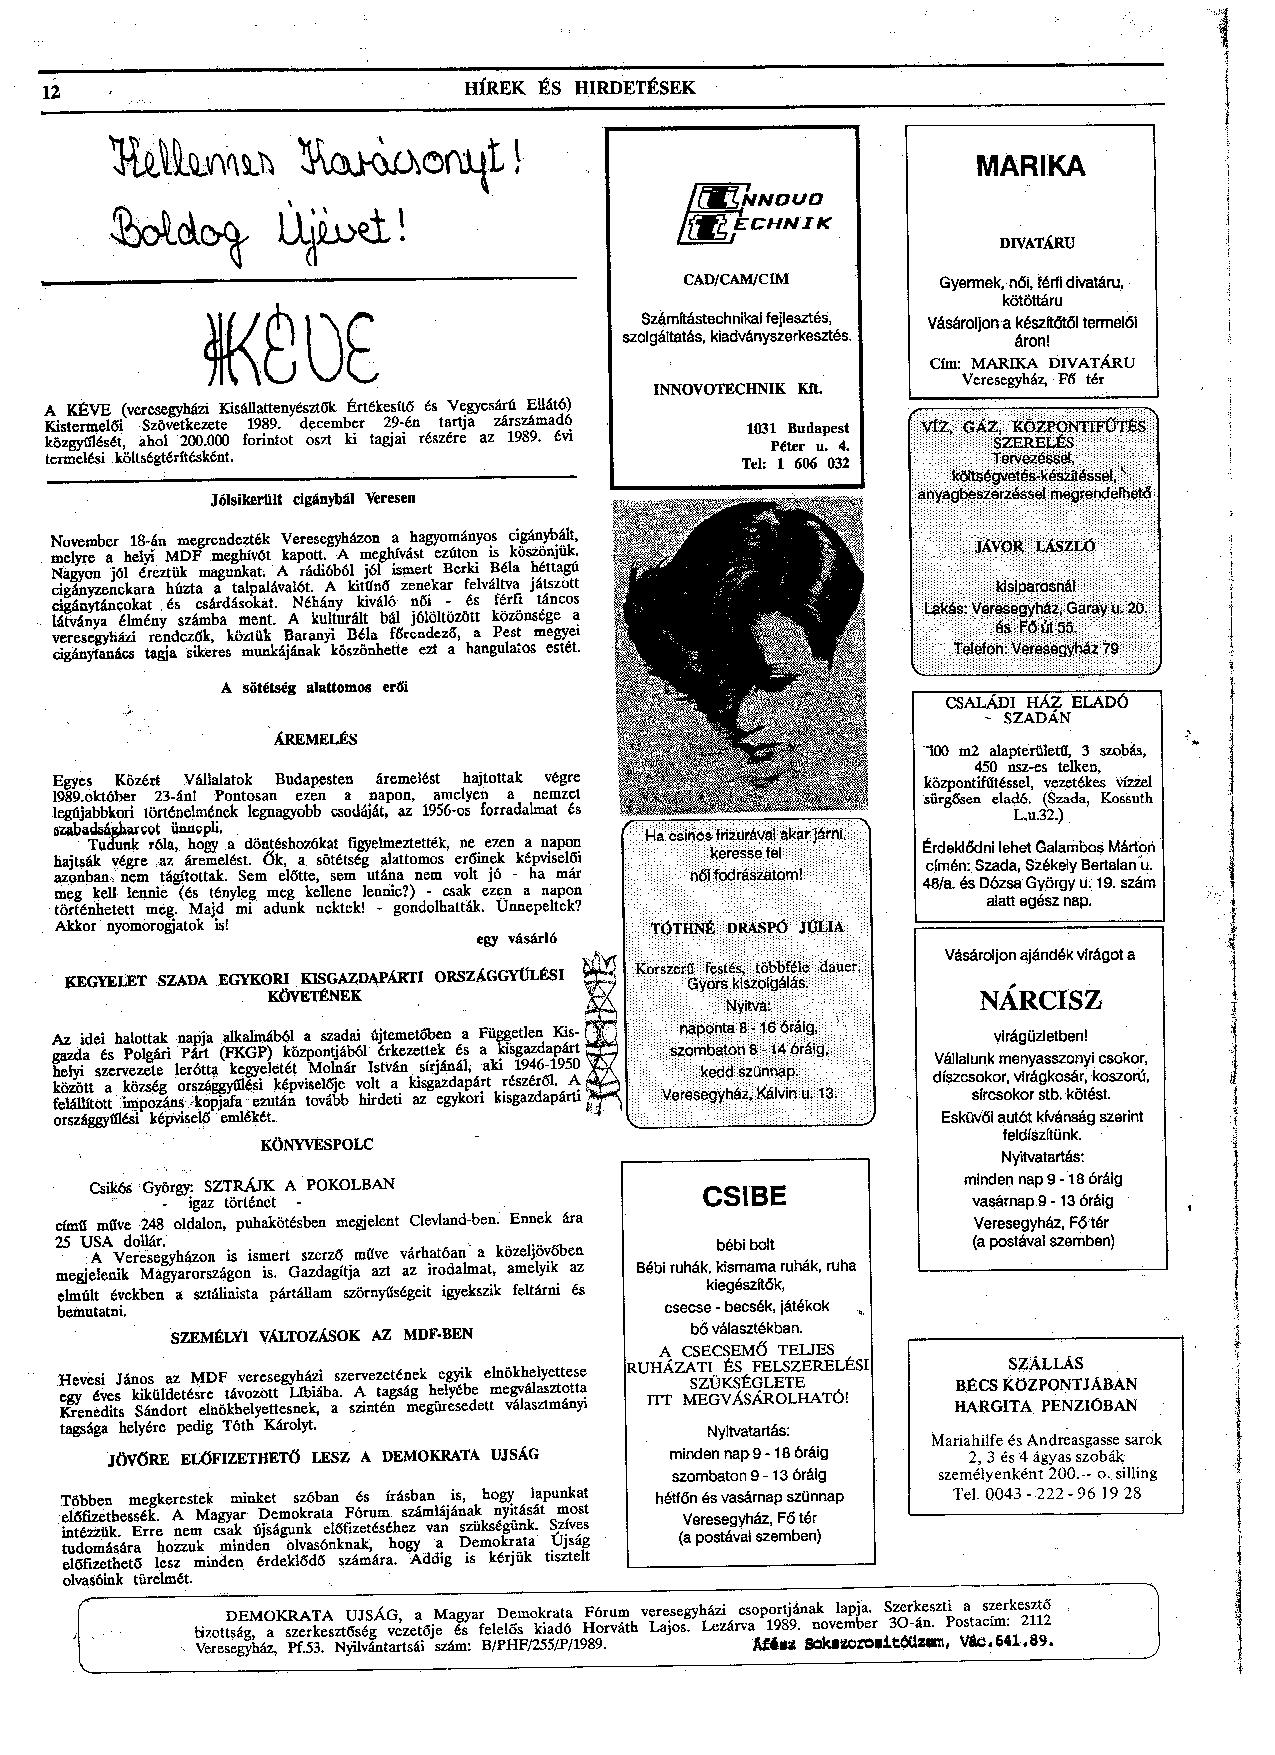 12
HÍREK ÉS HIRDETÉSEK
Kellemes Karácsonyt!
Boldog Újévet!
KÉVE
A KÉVE (veresegyházi Kisállattenyésztők Értékesítő és Vegyesárú Ellátó)
Kistermelői Szövetkezete 1989. december 29-én tartja zárszámadó
közgyűlését, ahol 200.000 forintot oszt ki tagjai részére az 1989. évi
termelési költségtérítésként.
Jólsikerült cigánybál Veresen
November 18-án megrendezték Veresegyházon a hagyományos cigánybált,
melyre a helyi MDF meghívót kapott. A meghívást ezúton is köszönjük.
Nagyon jól éreztük magunkat. A rádióból jól ismert Berki Béla héttagú
cigányzenekara húzta a talpalávalót. A kitűnő zenekar felváltva játszott
cigánytáncokat és csárdásokat. Néhány kiváló női - és férfi táncos
látványa élmény számba ment. A kulturált bál jólöltözött közönsége a
veresegyházi rendezők, köztük Baranyi Béla főrendező, a Pest megyei
cigánytanács tagja sikeres munkájának köszönhette ezt a hangulatos estét.
A sötétség alattomos erői
ÁREMELÉS
Egyes Közért Vállalatok Budapesten áremelést hajtottak végre
1989.október 23-án! Pontosan ezen a napon, amelyen a nemzet
legújabbkori történelmének legnagyobb csodáját, az 1956-os forradalmat és
szabadságharcot ünnepli.
Tudunk róla, hogy a döntéshozókat figyelmeztették, ne ezen a napon
hajtsák végre az áremelést. Ők, a sötétség alattomos erőinek képviselői
azonban nem tágítottak. Sem előtte, sem utána nem volt jó - ha már
meg kell lennie (és tényleg meg kellene lennie?) - csak ezen a napon
történhetett meg. Majd mi adunk nektek! - gondolhatták. Ünnepeltek?
Akkor nyomorogjatok is!
egy vásárló
KEGYELET SZADA EGYKORI KISGAZDAPÁRTI ORSZÁGGYŰLÉSI
KÖVETÉNEK
Az idei halottak napja alkalmából a szadai újtemetőben a Független Kis-
gazda és Polgári Párt (FKGP) központjából érkezettek és a kisgazdapárt
helyi szervezete lerótta kegyeletét Molnár István sírjánál, aki 1946-1950
között a község országgyűlési képviselője volt a kisgazdapárt részéről. A
felállított impozáns kopjafa ezután tovább hirdeti az egykori kisgazdapárti
országgyűlési képviselő emlékét.
KÖNYVESPOLC
Csikós György: SZTRÁJK A POKOLBAN
- igaz történet -
című műve 248 oldalon, puhakötésben megjelent Clevland-ben. Ennek ára
25 USA dollár.
A Veresegyházon is ismert szerző műve várhatóan a közeljövőben
megjelenik Magyarországon is. Gazdagítja azt az irodalmat, amelyik az
elmúlt években a sztálinista pártállam szörnyűségeit igyekszik feltárni és
bemutatni.
SZEMÉLYI VÁLTOZÁSOK AZ MDF-BEN
Hevesi János az MDF veresegyházi szervezetének egyik elnökhelyettese
egy éves kiküldetésre távozott Líbiába. A tagság helyébe megválasztotta
Krenedits Sándort elnökhelyettesnek, a szintén megüresedett választmányi
tagsága helyére pedig Tóth Károlyt.
JÖVŐRE ELŐFIZETHETŐ LESZ A DEMOKRATA UJSÁG
Többen megkerestek minket szóban és írásban is, hogy lapunkat
előfizethessék. A Magyar Demokrata Fórum számlájának nyitását most
intézzük. Erre nem csak újságunk előfizetéséhez van szükségünk. Szíves
tudomására hozzuk minden olvasónknak, hogy a Demokrata Újság
előfizethető lesz minden érdeklődő számára. Addig is kérjük tisztelt
olvasóink türelmét.
INNOVO
TECHNIK
CAD/CAM/CIM
Számítástechnikai fejlesztés,
szolgáltatás, kiadványszerkesztés.
INNOVOTECHNIK Kft.
1031 Budapest
Péter u. 4.
Tel: 1 606 032
Ha csinos frizurával akar járni,
keresse fel
női fodrászatom!
TÓTHNÉ DRASPÓ JÚLIA
Korszerű festés, többféle dauer.
Gyors kiszolgálás.
Nyitva:
naponta 8 - 16 óráig,
szombaton 8 - 14 óráig,
kedd szünnap.
Veresegyház, Kálvin u. 13.
CSIBE
bébi bolt
Bébi ruhák, kismama ruhák, ruha
kiegészítők,
csecse - becsék, játékok
bő választékban.
A CSECSEMŐ TELJES
RUHÁZATI ÉS FELSZERELÉSI
SZÜKSÉGLETE
ITT MEGVÁSÁROLHATÓ!
Nyitvatartás:
minden nap 9 - 18 óráig
szombaton 9 - 13 óráig
hétfőn és vasárnap szünnap
Veresegyház, Fő tér
(a postával szemben)
MARIKA
DIVATÁRU
Gyermek, női, férfi divatáru,
kötöttáru
Vásároljon a készítőtől termelői
áron!
Cím: MARIKA DIVATÁRU
Veresegyház, Fő tér
VÍZ, GÁZ, KÖZPONTIFŰTÉS
SZERELÉS
Tervezéssel,
költségvetés-készítéssel,
anyagbeszerzéssel megrendelhető
JÁVOR LÁSZLÓ
kisiparosnál
Lakás: Veresegyház, Garay u. 20.
és Fő út 55.
Telefon: Veresegyház 79
CSALÁDI HÁZ ELADÓ
- SZADÁN
100 m2 alapterületű, 3 szobás,
450 nsz-es telken,
központifűtéssel, vezetékes vízzel
sürgősen eladó. (Szada, Kossuth
L.u.32.)
Érdeklődni lehet Galambos Márton
címén: Szada, Székely Bertalan u.
48/a. és Dózsa György u. 19. szám
alatt egész nap.
Vásároljon ajándék virágot a
NÁRCISZ
virágüzletben!
Vállalunk menyasszonyi csokor,
díszcsokor, virágkosár, koszorú,
sírcsokor stb. kötést.
Esküvői autót kívánság szerint
feldíszítünk.
Nyitvatartás:
minden nap 9 - 18 óráig
vasárnap 9 - 13 óráig
Veresegyház, Fő tér
(a postával szemben)
SZÁLLÁS
BÉCS KÖZPONTJÁBAN
HARGITA PENZIÓBAN
Mariahilfe és Andreasgasse sarok
2, 3 és 4 ágyas szobák
személyenként 200.-- o. silling
Tel. 0043 - 222 - 96 19 28
DEMOKRATA UJSÁG, a Magyar Demokrata Fórum veresegyházi csoportjának lapja. Szerkeszti a szerkesztő
bizottság, a szerkesztőség vezetője és felelős kiadó Horváth Lajos. Lezárva 1989. november 30-án. Postacím: 2112
Veresegyház, Pf.53. Nyilvántartsái szám: B/PHF/255/P/1989.
Áfész Sokszorosítóüzem, Vác.641.89.